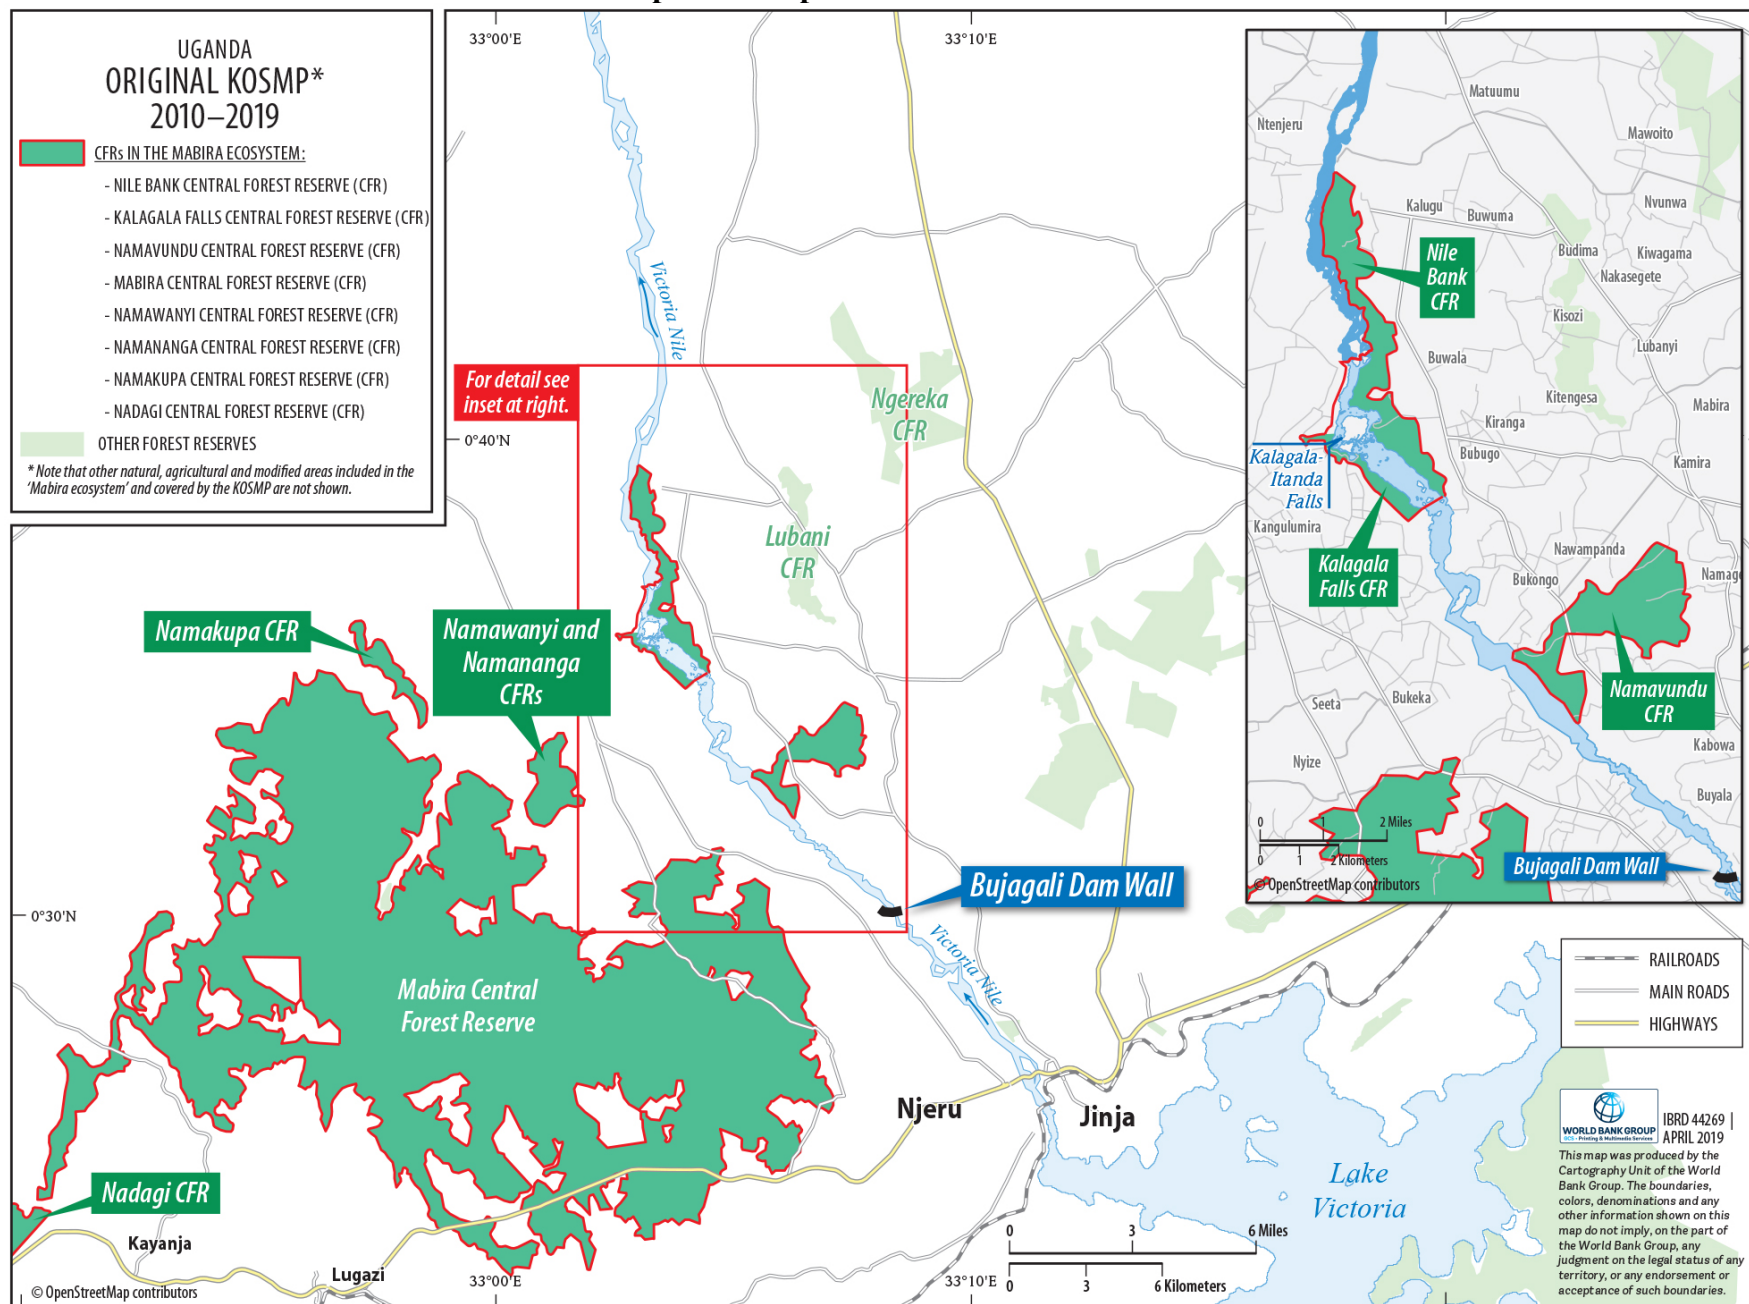 UGANDA
ORIGINAL KOSMP*
2010–2019
CFRs IN THE MABIRA ECOSYSTEM:
- NILE BANK CENTRAL FOREST RESERVE (CFR)
- KALAGALA FALLS CENTRAL FOREST RESERVE (CFR)
- NAMAVUNDU CENTRAL FOREST RESERVE (CFR)
- MABIRA CENTRAL FOREST RESERVE (CFR)
- NAMAWANYI CENTRAL FOREST RESERVE (CFR)
- NAMANANGA CENTRAL FOREST RESERVE (CFR)
- NAMAKUPA CENTRAL FOREST RESERVE (CFR)
- NADAGI CENTRAL FOREST RESERVE (CFR)
OTHER FOREST RESERVES
* Note that other natural, agricultural and modified areas included in the
'Mabira ecosystem' and covered by the KOSMP are not shown.
33°00'E
33°10'E
Victoria Nile
For detail see
inset at right.
0°40'N
Ngereka
CFR
Lubani
CFR
Namakupa CFR
Namawanyi and
Namananga
CFRs
Bujagali Dam Wall
0°30'N
Victoria Nile
Mabira Central
Forest Reserve
Njeru
Jinja
Nadagi CFR
Kayanja
Lugazi
Lake
Victoria
0 3 6 Miles
0 3 6 Kilometers
33°00'E
33°10'E
© OpenStreetMap contributors
Ntenjeru
Matuumu
Mawoito
Kalugu
Buwuma
Nvunwa
Nile
Bank
CFR
Budima
Kiwagama
Nakasegete
Kisozi
Lubanyi
Buwala
Kitengesa
Mabira
Kiranga
Bubugo
Kamira
Kalagala-
Itanda
Falls
Kangulumira
Kalagala
Falls CFR
Nawampanda
Bukongo
Namage
Namavundu
CFR
Seeta
Bukeka
Kabowa
Nyize
Buyala
0 1 2 Miles
0 1 2 Kilometers
Bujagali Dam Wall
© OpenStreetMap contributors
RAILROADS
MAIN ROADS
HIGHWAYS
WORLD BANK GROUP
GCS - Printing & Multimedia Services
IBRD 44269 |
APRIL 2019
This map was produced by the
Cartography Unit of the World
Bank Group. The boundaries,
colors, denominations and any
other information shown on this
map do not imply, on the part of
the World Bank Group, any
judgment on the legal status of any
territory, or any endorsement or
acceptance of such boundaries.